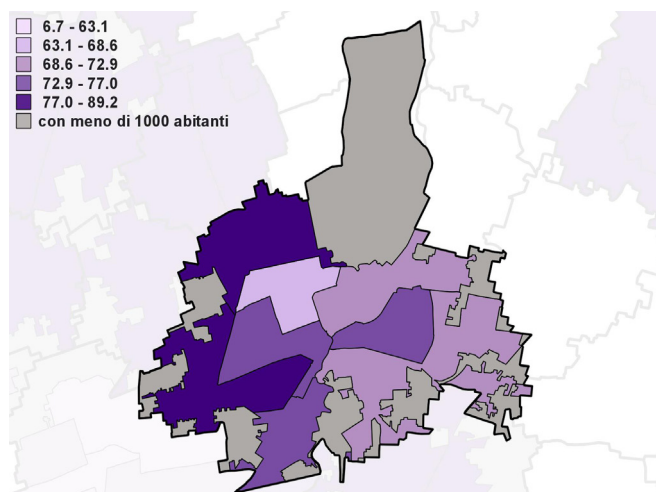 6.7 - 63.1
63.1 - 68.6
68.6 - 72.9
72.9 - 77.0
77.0 - 89.2
con meno di 1000 abitanti